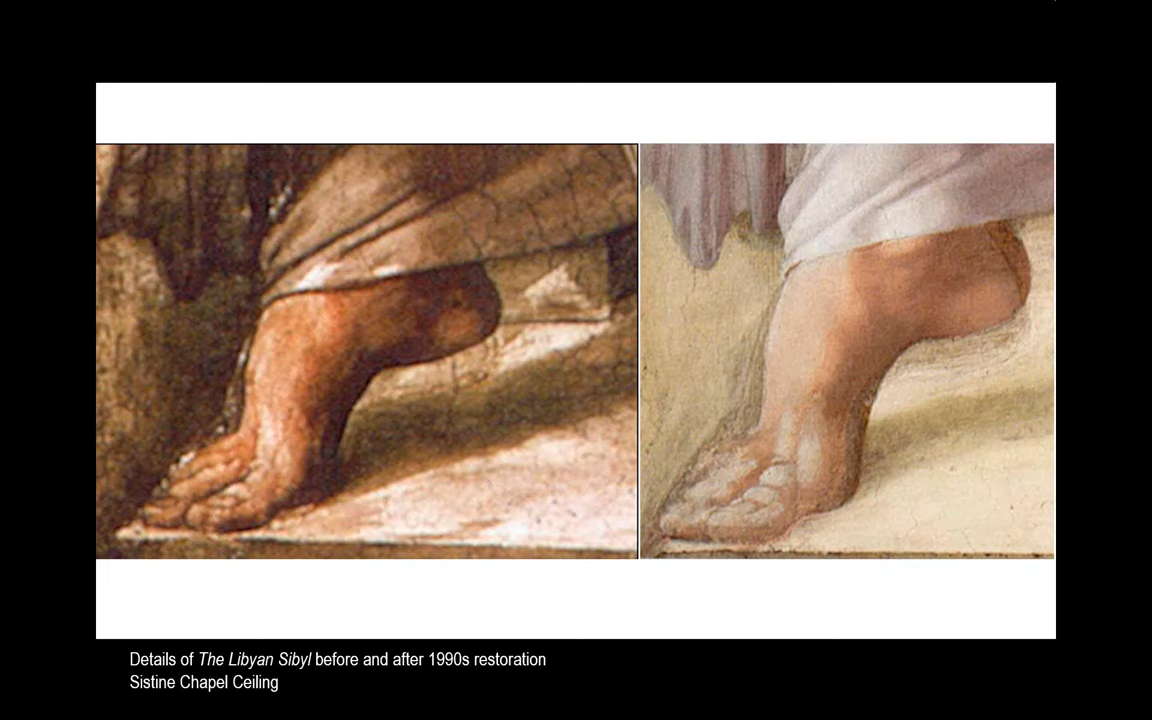 Details of The Libyan Sibyl before and after 1990s restoration
Sistine Chapel Ceiling